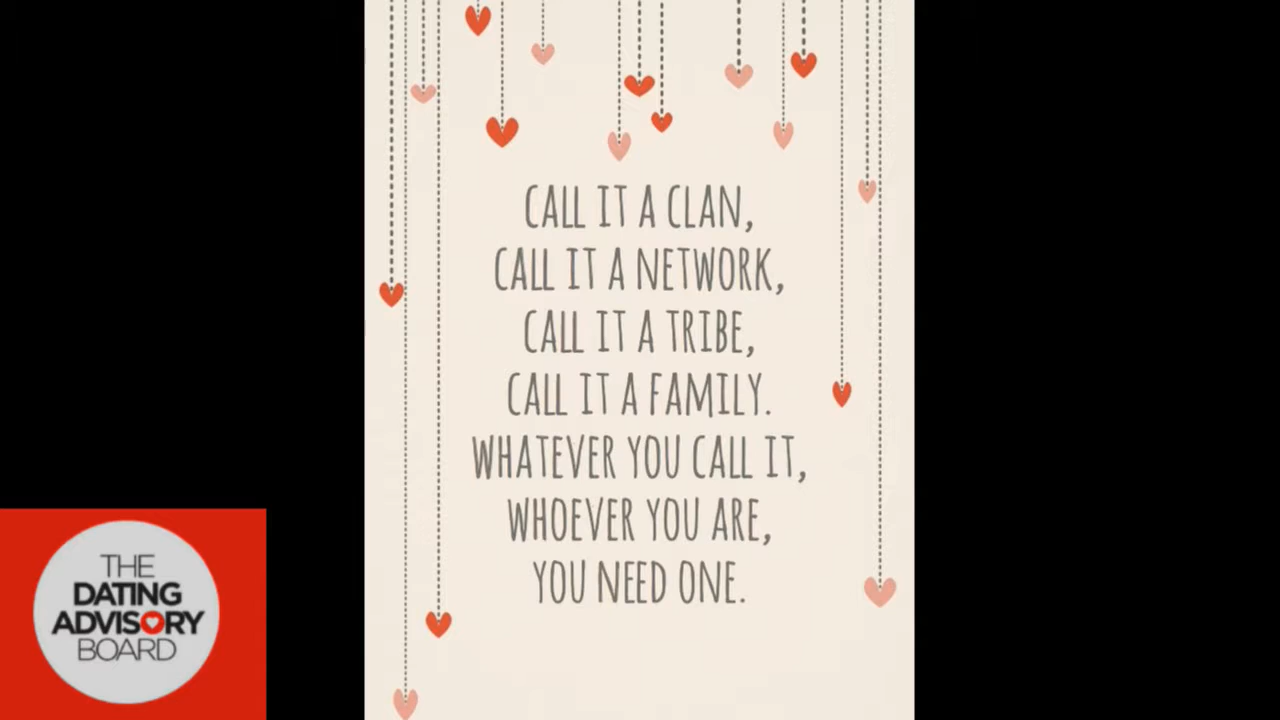 CALL IT A CLAN,
CALL IT A NETWORK,
CALL IT A TRIBE,
CALL IT A FAMILY.
WHATEVER YOU CALL IT,
WHOEVER YOU ARE,
YOU NEED ONE.
THE
DATING
ADVISORY
BOARD